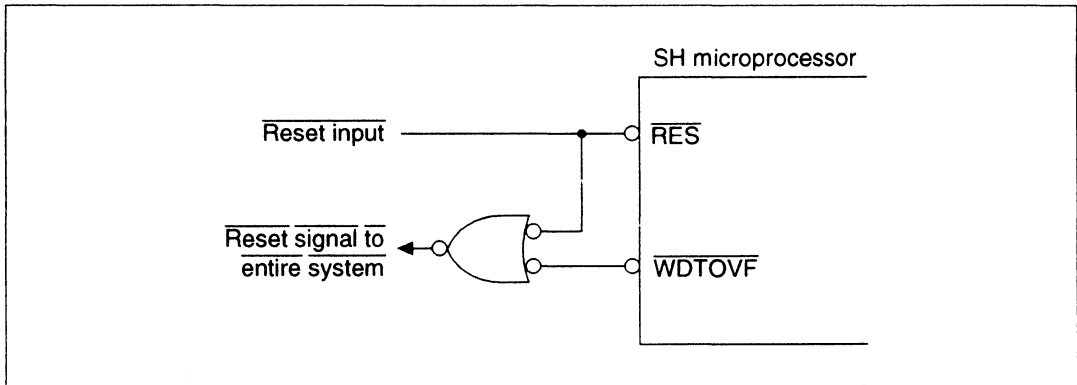 SH microprocessor
Reset input
RES
Reset signal to
entire system
WDTOVF